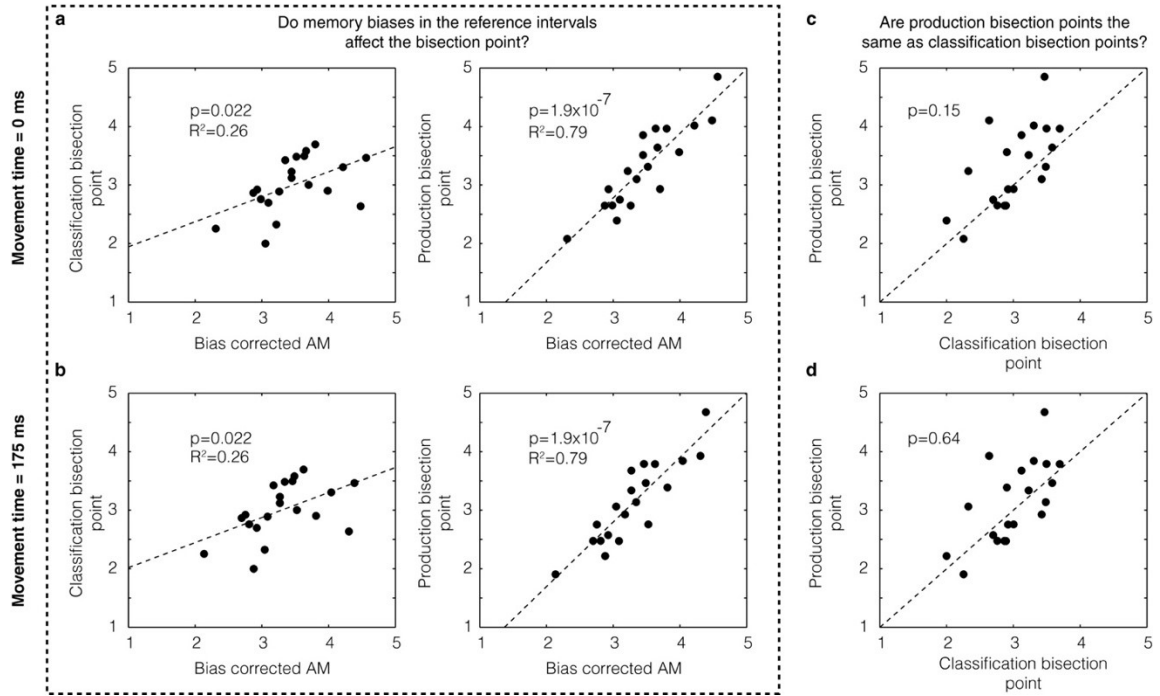 a
Do memory biases in the reference intervals
affect the bisection point?
c
Are production bisection points the
same as classification bisection points?
Movement time = 0 ms
Classification bisection
point
5
4
3
2
1
p=0.022
R²=0.26
1 2 3 4 5
Bias corrected AM
Production bisection
point
5
4
3
2
1
p=1.9x10⁻⁷
R²=0.79
1 2 3 4 5
Bias corrected AM
Production bisection
point
5
4
3
2
1
p=0.15
1 2 3 4 5
Classification bisection
point
b
d
Movement time = 175 ms
Classification bisection
point
5
4
3
2
1
p=0.022
R²=0.26
1 2 3 4 5
Bias corrected AM
Production bisection
point
5
4
3
2
1
p=1.9x10⁻⁷
R²=0.79
1 2 3 4 5
Bias corrected AM
Production bisection
point
5
4
3
2
1
p=0.64
1 2 3 4 5
Classification bisection
point